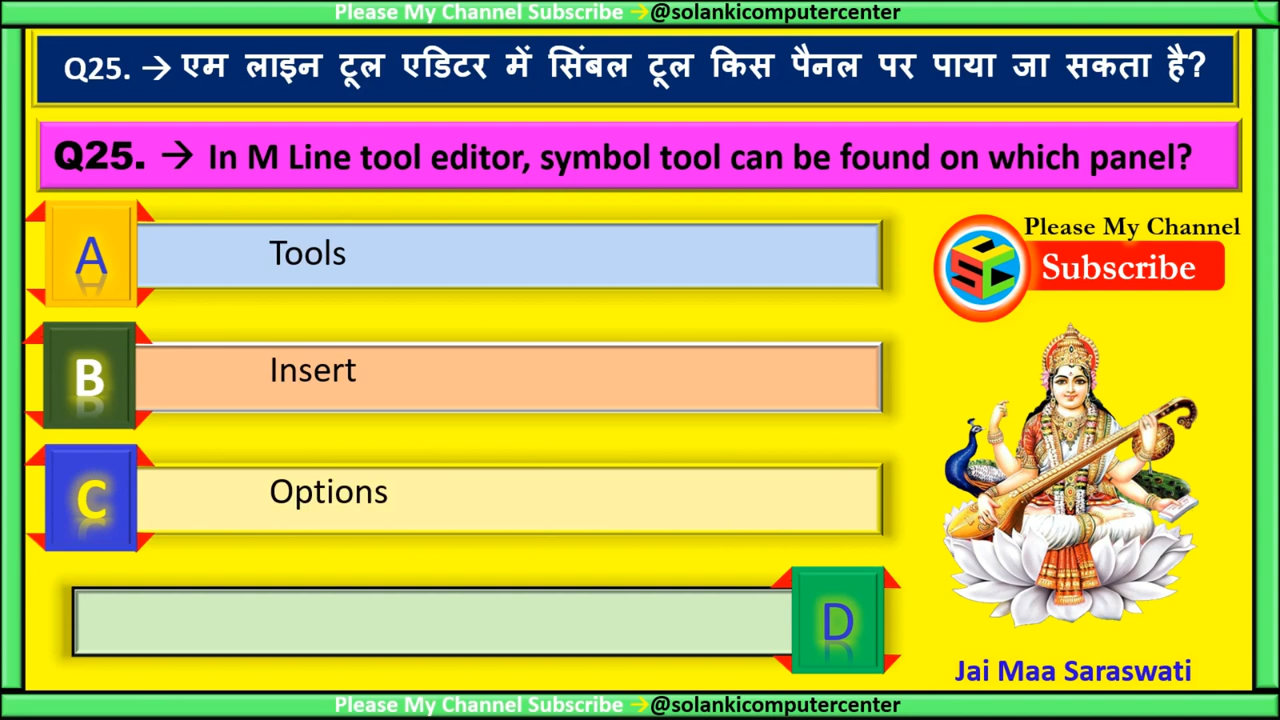 Please My Channel Subscribe →@solankicomputercenter
Q25. → एम लाइन टूल एडिटर में सिंबल टूल किस पैनल पर पाया जा सकता है?
Q25. → In M Line tool editor, symbol tool can be found on which panel?
A Tools
Please My Channel
SCC Subscribe
B Insert
C Options
D
Jai Maa Saraswati
Please My Channel Subscribe →@solankicomputercenter